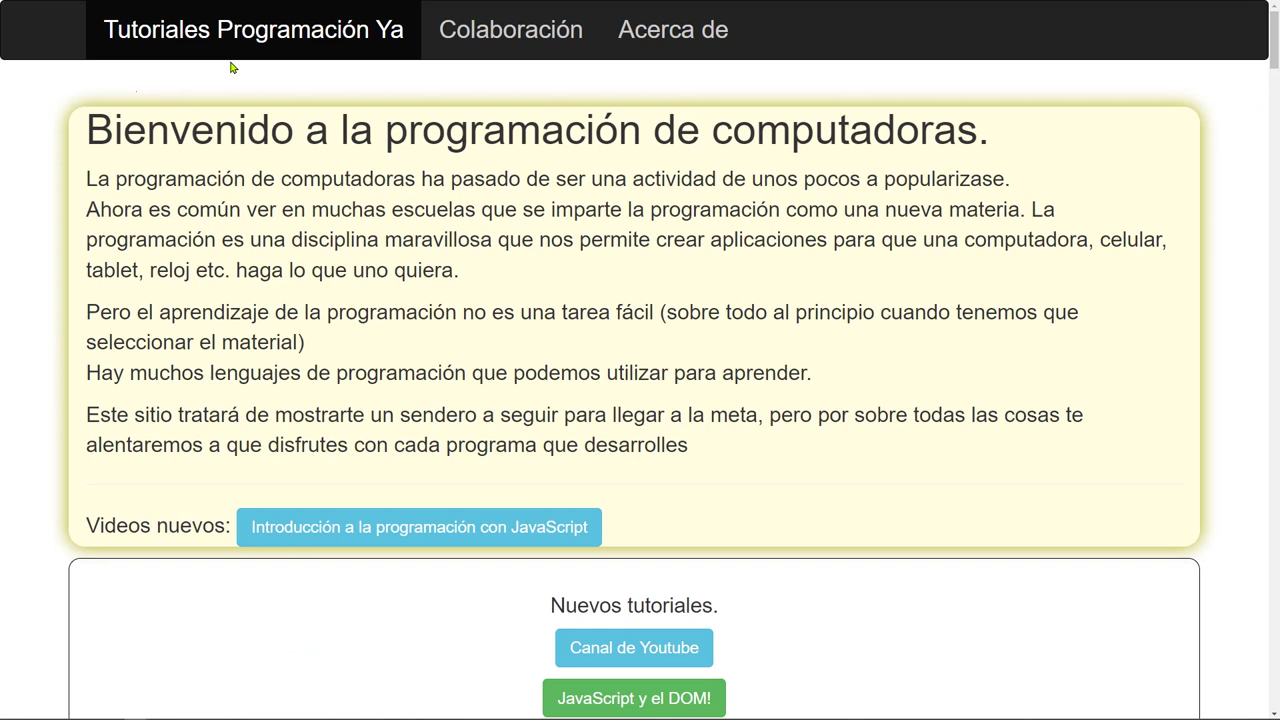 Tutoriales Programación Ya Colaboración Acerca de
Bienvenido a la programación de computadoras.
La programación de computadoras ha pasado de ser una actividad de unos pocos a popularizase.
Ahora es común ver en muchas escuelas que se imparte la programación como una nueva materia. La
programación es una disciplina maravillosa que nos permite crear aplicaciones para que una computadora, celular,
tablet, reloj etc. haga lo que uno quiera.
Pero el aprendizaje de la programación no es una tarea fácil (sobre todo al principio cuando tenemos que
seleccionar el material)
Hay muchos lenguajes de programación que podemos utilizar para aprender.
Este sitio tratará de mostrarte un sendero a seguir para llegar a la meta, pero por sobre todas las cosas te
alentaremos a que disfrutes con cada programa que desarrolles
Videos nuevos: Introducción a la programación con JavaScript
Nuevos tutoriales.
Canal de Youtube
JavaScript y el DOM!